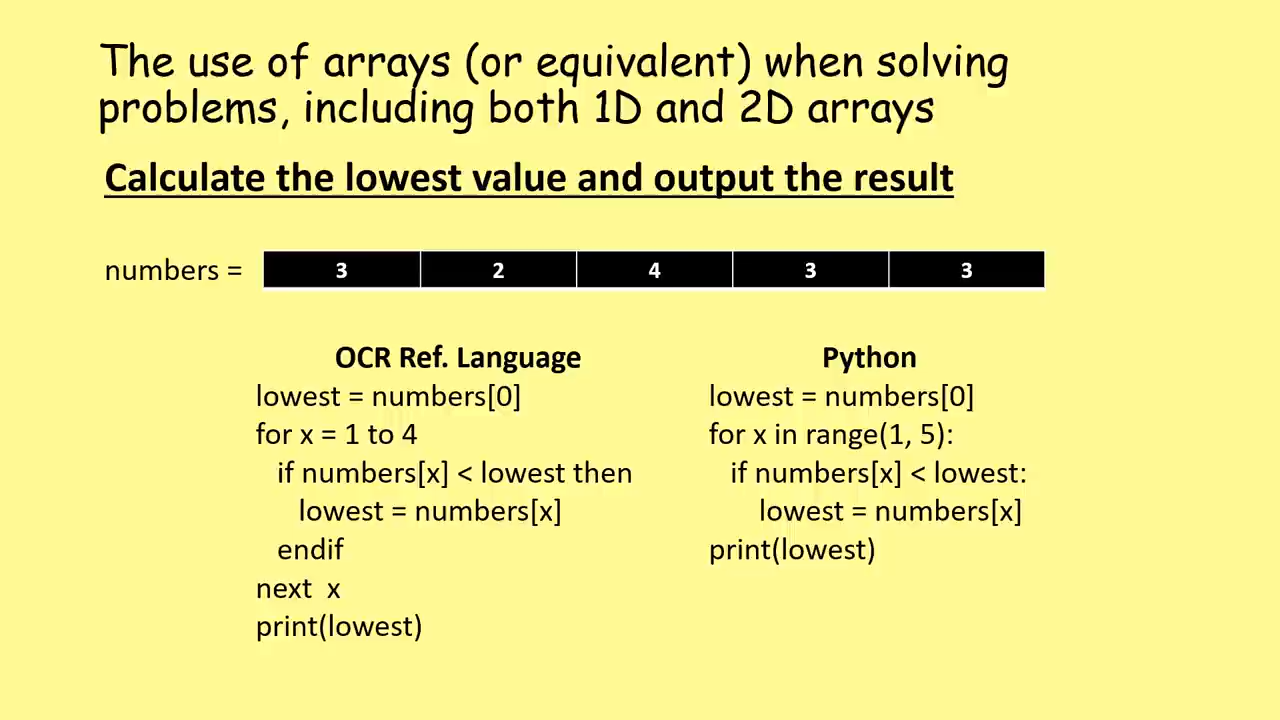 The use of arrays (or equivalent) when solving
problems, including both 1D and 2D arrays
Calculate the lowest value and output the result
numbers = 3 2 4 3 3
OCR Ref. Language
lowest = numbers[0]
for x = 1 to 4
if numbers[x] < lowest then
lowest = numbers[x]
endif
next x
print(lowest)
Python
lowest = numbers[0]
for x in range(1, 5):
if numbers[x] < lowest:
lowest = numbers[x]
print(lowest)